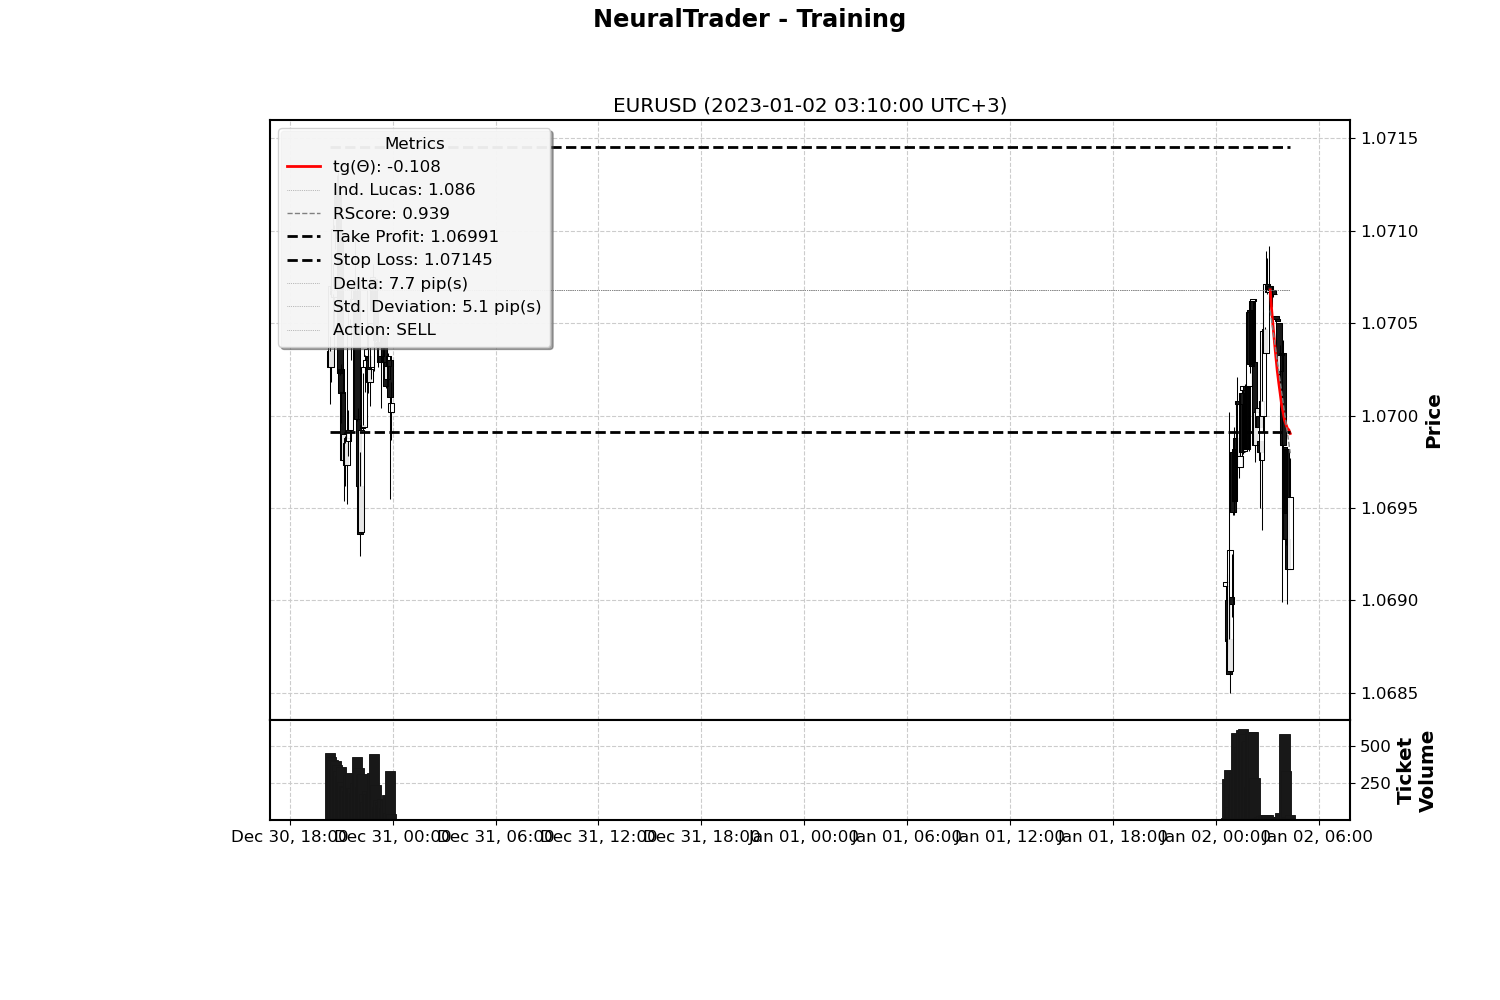 NeuralTrader - Training
EURUSD (2023-01-02 03:10:00 UTC+3)
Metrics
tg(Θ): -0.108
Ind. Lucas: 1.086
RScore: 0.939
Take Profit: 1.06991
Stop Loss: 1.07145
Delta: 7.7 pip(s)
Std. Deviation: 5.1 pip(s)
Action: SELL
1.0715
1.0710
1.0705
1.0700
1.0695
1.0690
1.0685
Price
500
250
Ticket
Volume
Dec 30, 18:00
Dec 31, 00:00
Dec 31, 06:00
Dec 31, 12:00
Dec 31, 18:00
Jan 01, 00:00
Jan 01, 06:00
Jan 01, 12:00
Jan 01, 18:00
Jan 02, 00:00
Jan 02, 06:00